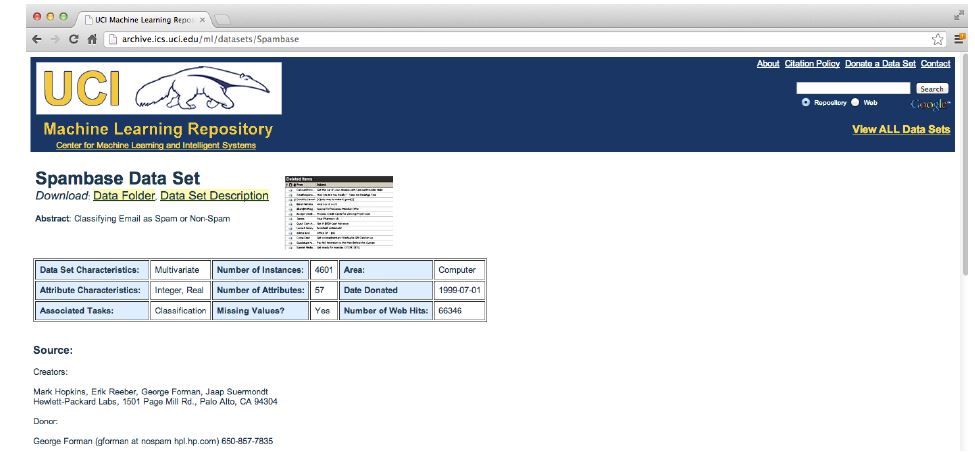 UCI Machine Learning Repos
archive.ics.uci.edu/ml/datasets/Spambase
UCI
Machine Learning Repository
Center for Machine Learning and Intelligent Systems
About Citation Policy Donate a Data Set Contact
Search
Repository Web Google
View ALL Data Sets
Spambase Data Set
Download: Data Folder, Data Set Description
Abstract: Classifying Email as Spam or Non-Spam
Deleted Items
Data Set Characteristics: Multivariate Number of Instances: 4601 Area: Computer
Attribute Characteristics: Integer, Real Number of Attributes: 57 Date Donated 1999-07-01
Associated Tasks: Classification Missing Values? Yes Number of Web Hits: 66346
Source:
Creators:
Mark Hopkins, Erik Reeber, George Forman, Jaap Suermondt
Hewlett-Packard Labs, 1501 Page Mill Rd., Palo Alto, CA 94304
Donor:
George Forman (gforman at nospam hpl.hp.com) 650-857-7835